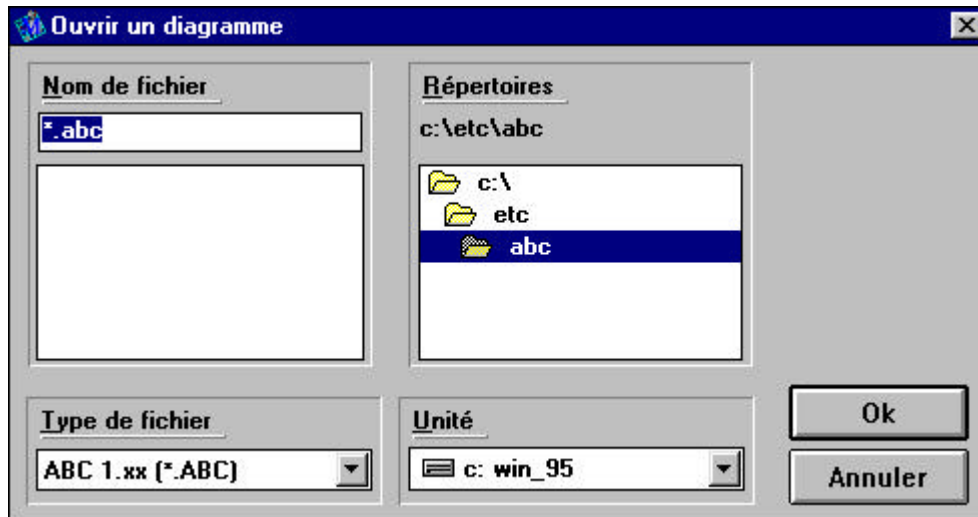 Ouvrir un diagramme
Nom de fichier
*.abc
Répertoires
c:\etc\abc
c:\
etc
abc
Type de fichier
ABC 1.xx (*.ABC)
Unité
c: win_95
Ok
Annuler